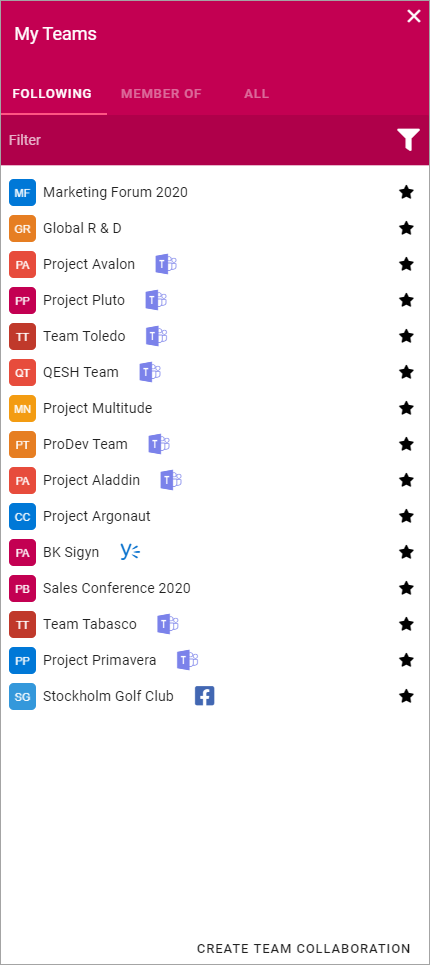 My Teams
FOLLOWING MEMBER OF ALL
Filter
MF Marketing Forum 2020
GR Global R & D
PA Project Avalon T
PP Project Pluto T
TT Team Toledo T
QT QESH Team T
MN Project Multitude
PT ProDev Team T
PA Project Aladdin T
CC Project Argonaut
PA BK Sigyn
PB Sales Conference 2020
TT Team Tabasco T
PP Project Primavera T
SG Stockholm Golf Club
CREATE TEAM COLLABORATION